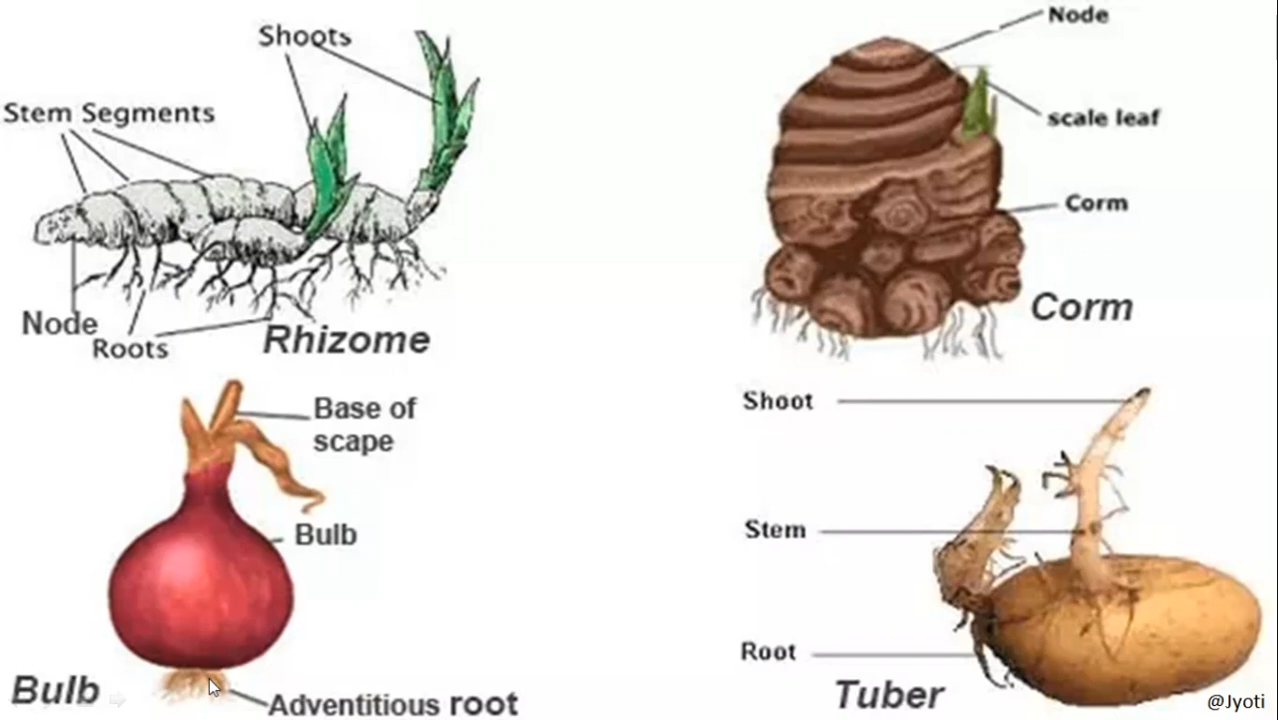 Shoots
Stem Segments
Node
Roots
Rhizome
Node
scale leaf
Corm
Corm
Base of
scape
Bulb
Adventitious root
Bulb
Shoot
Stem
Root
Tuber
@Jyoti